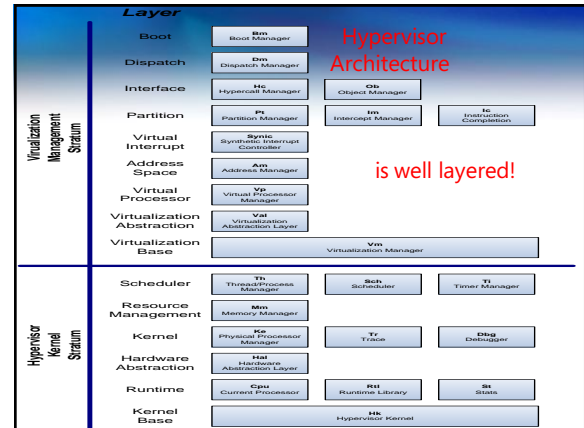 Layer
Hypervisor
Architecture
is well layered!
Virualization
Management
Stratum
Boot
Bm
Boot Manager
Dispatch
Dm
Dispatch Manager
Interface
Hc
Hypercall Manager
Ob
Object Manager
Partition
Pt
Partition Manager
Im
Intercept Manager
Ic
Instruction
Completion
Virtual
Interrupt
Synic
Synthetic Interrupt
Controller
Address
Space
Am
Address Manager
Virtual
Processor
Vp
Virtual Processor
Manager
Virtualization
Abstraction
Val
Virtualization
Abstraction Layer
Virtualization
Base
Vm
Virtualization Manager
Hypervisor
Kernel
Stratum
Scheduler
Th
Thread/Process
Manager
Sch
Scheduler
Ti
Timer Manager
Resource
Management
Mm
Memory Manager
Kernel
Ke
Physical Processor
Manager
Tr
Trace
Dbg
Debugger
Hardware
Abstraction
Hal
Hardware
Abstraction Layer
Runtime
Cpu
Current Processor
Rtl
Runtime Library
St
Stats
Kernel
Base
Hk
Hypervisor Kernel